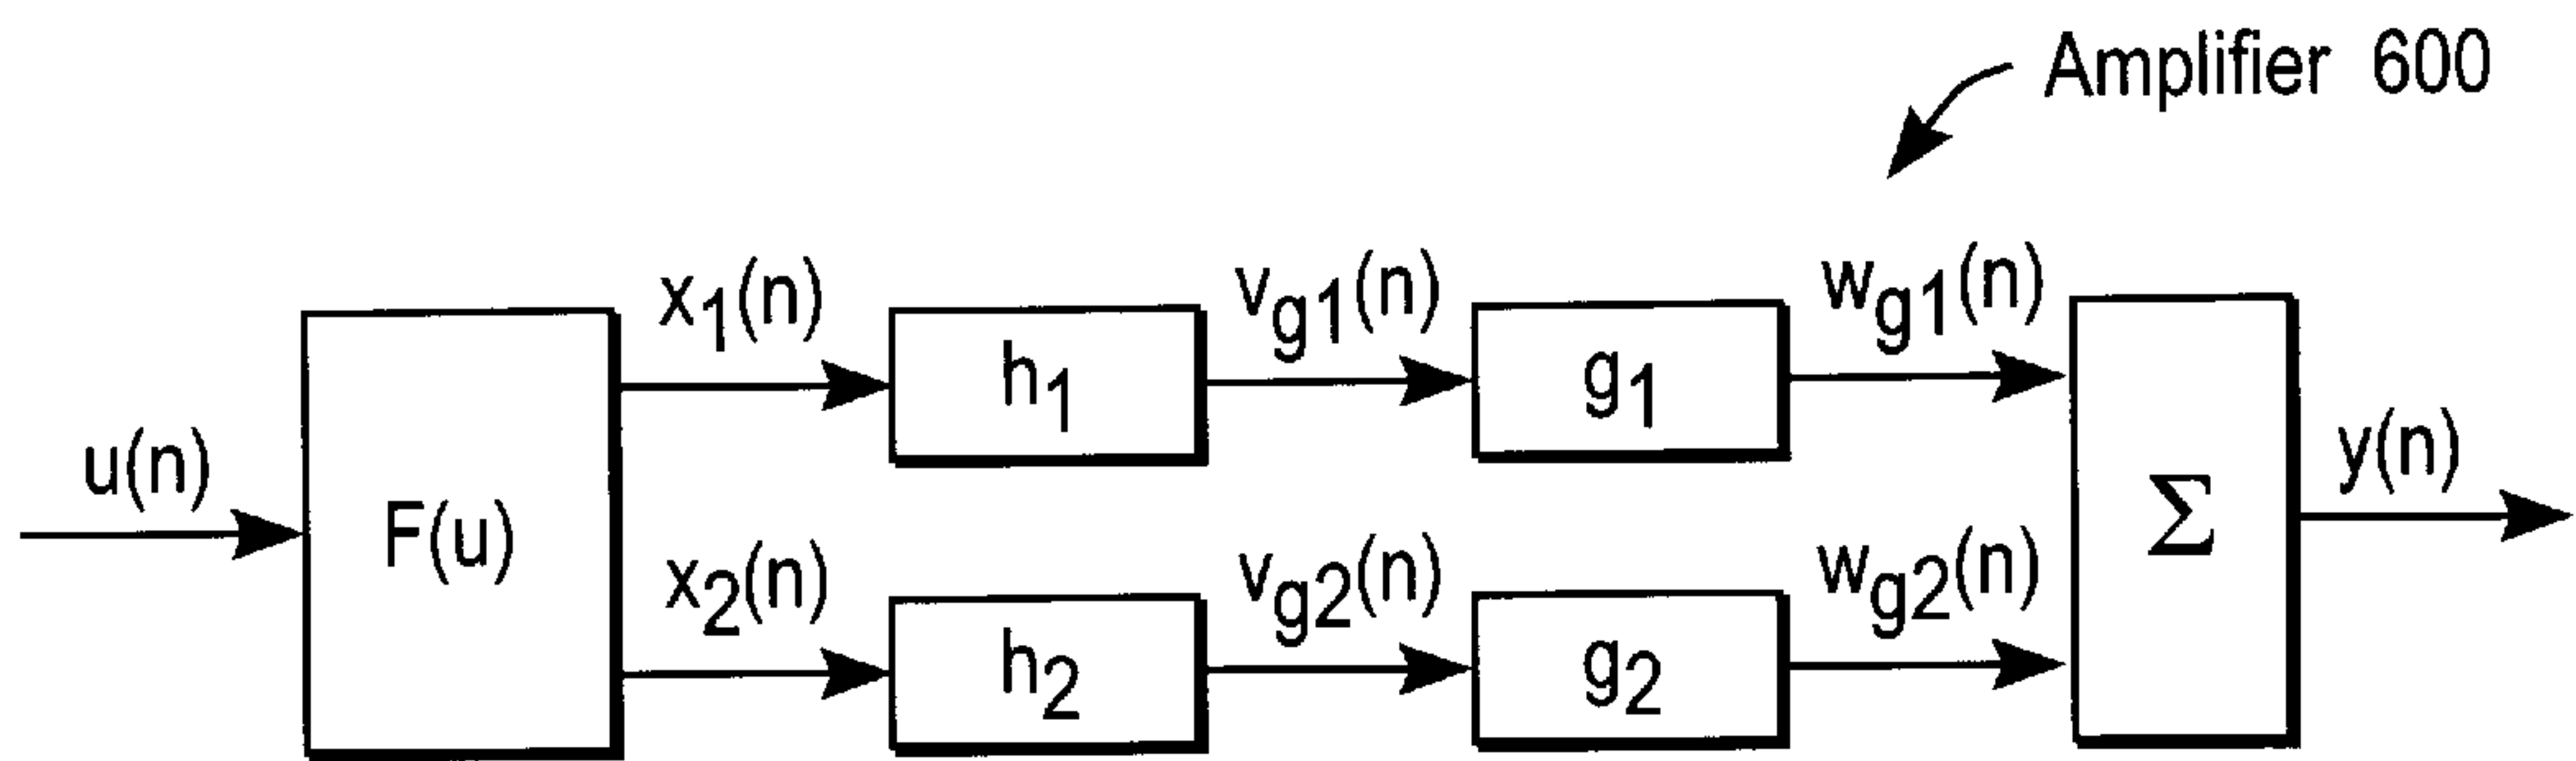 Amplifier 600
u(n)
F(u)
x1(n)
h1
vg1(n)
g1
wg1(n)
x2(n)
h2
vg2(n)
g2
wg2(n)
Σ
y(n)